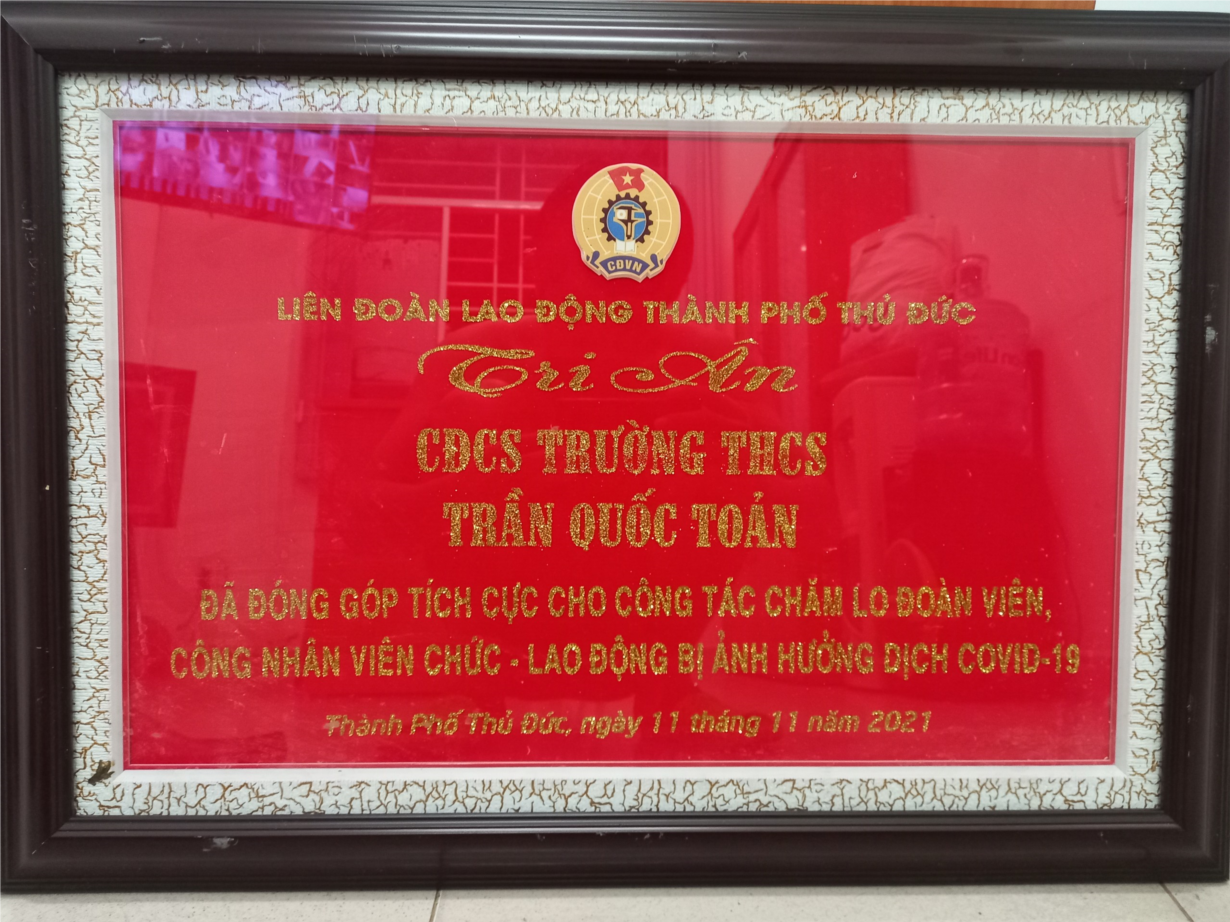 CĐVN
LIÊN ĐOÀN LAO ĐỘNG THÀNH PHỐ THỦ ĐỨC
Tri Ân
CĐCS TRƯỜNG THCS
TRẦN QUỐC TOẢN
ĐÃ ĐÓNG GÓP TÍCH CỰC CHO CÔNG TÁC CHĂM LO ĐOÀN VIÊN,
CÔNG NHÂN VIÊN CHỨC - LAO ĐỘNG BỊ ẢNH HƯỞNG DỊCH COVID-19
Thành Phố Thủ Đức, ngày 11 tháng 11 năm 2021